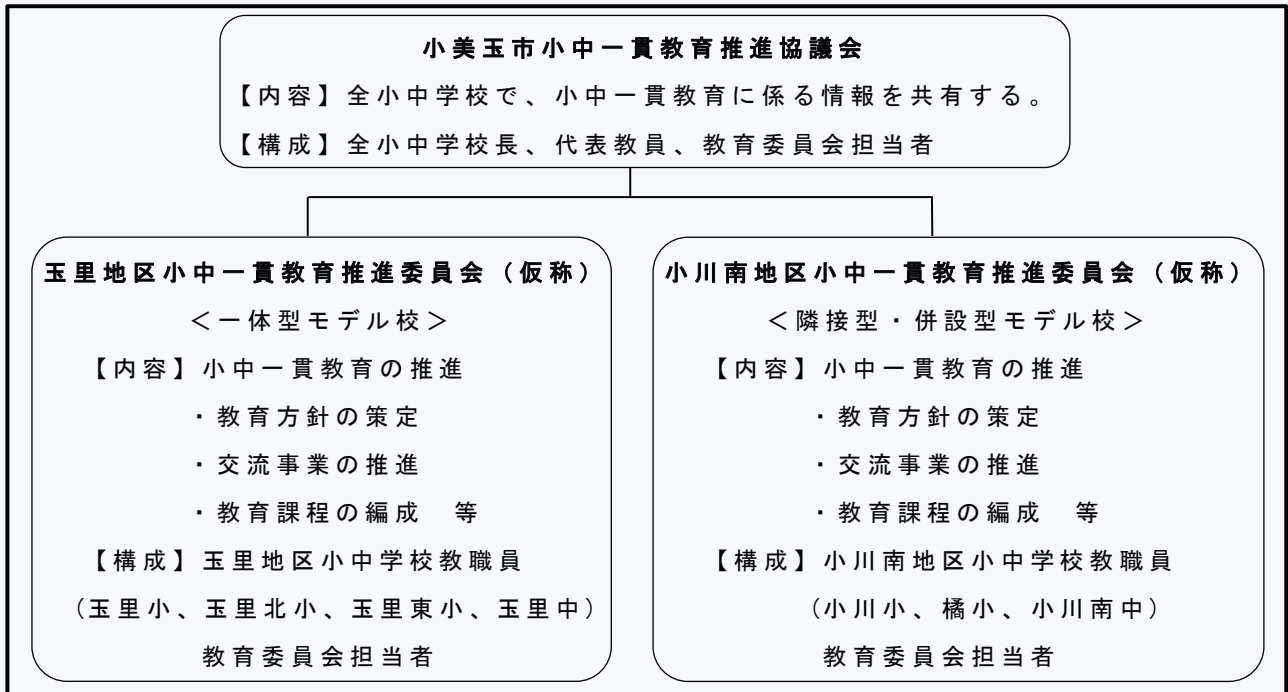 小美玉市小中一貫教育推進協議会
【内容】全小中学校で、小中一貫教育に係る情報を共有する。
【構成】全小中学校長、代表教員、教育委員会担当者
玉里地区小中一貫教育推進委員会（仮称）
＜一体型モデル校＞
【内容】小中一貫教育の推進
・教育方針の策定
・交流事業の推進
・教育課程の編成　等
【構成】玉里地区小中学校教職員
（玉里小、玉里北小、玉里東小、玉里中）
教育委員会担当者
小川南地区小中一貫教育推進委員会（仮称）
＜隣接型・併設型モデル校＞
【内容】小中一貫教育の推進
・教育方針の策定
・交流事業の推進
・教育課程の編成　等
【構成】小川南地区小中学校教職員
（小川小、橘小、小川南中）
教育委員会担当者